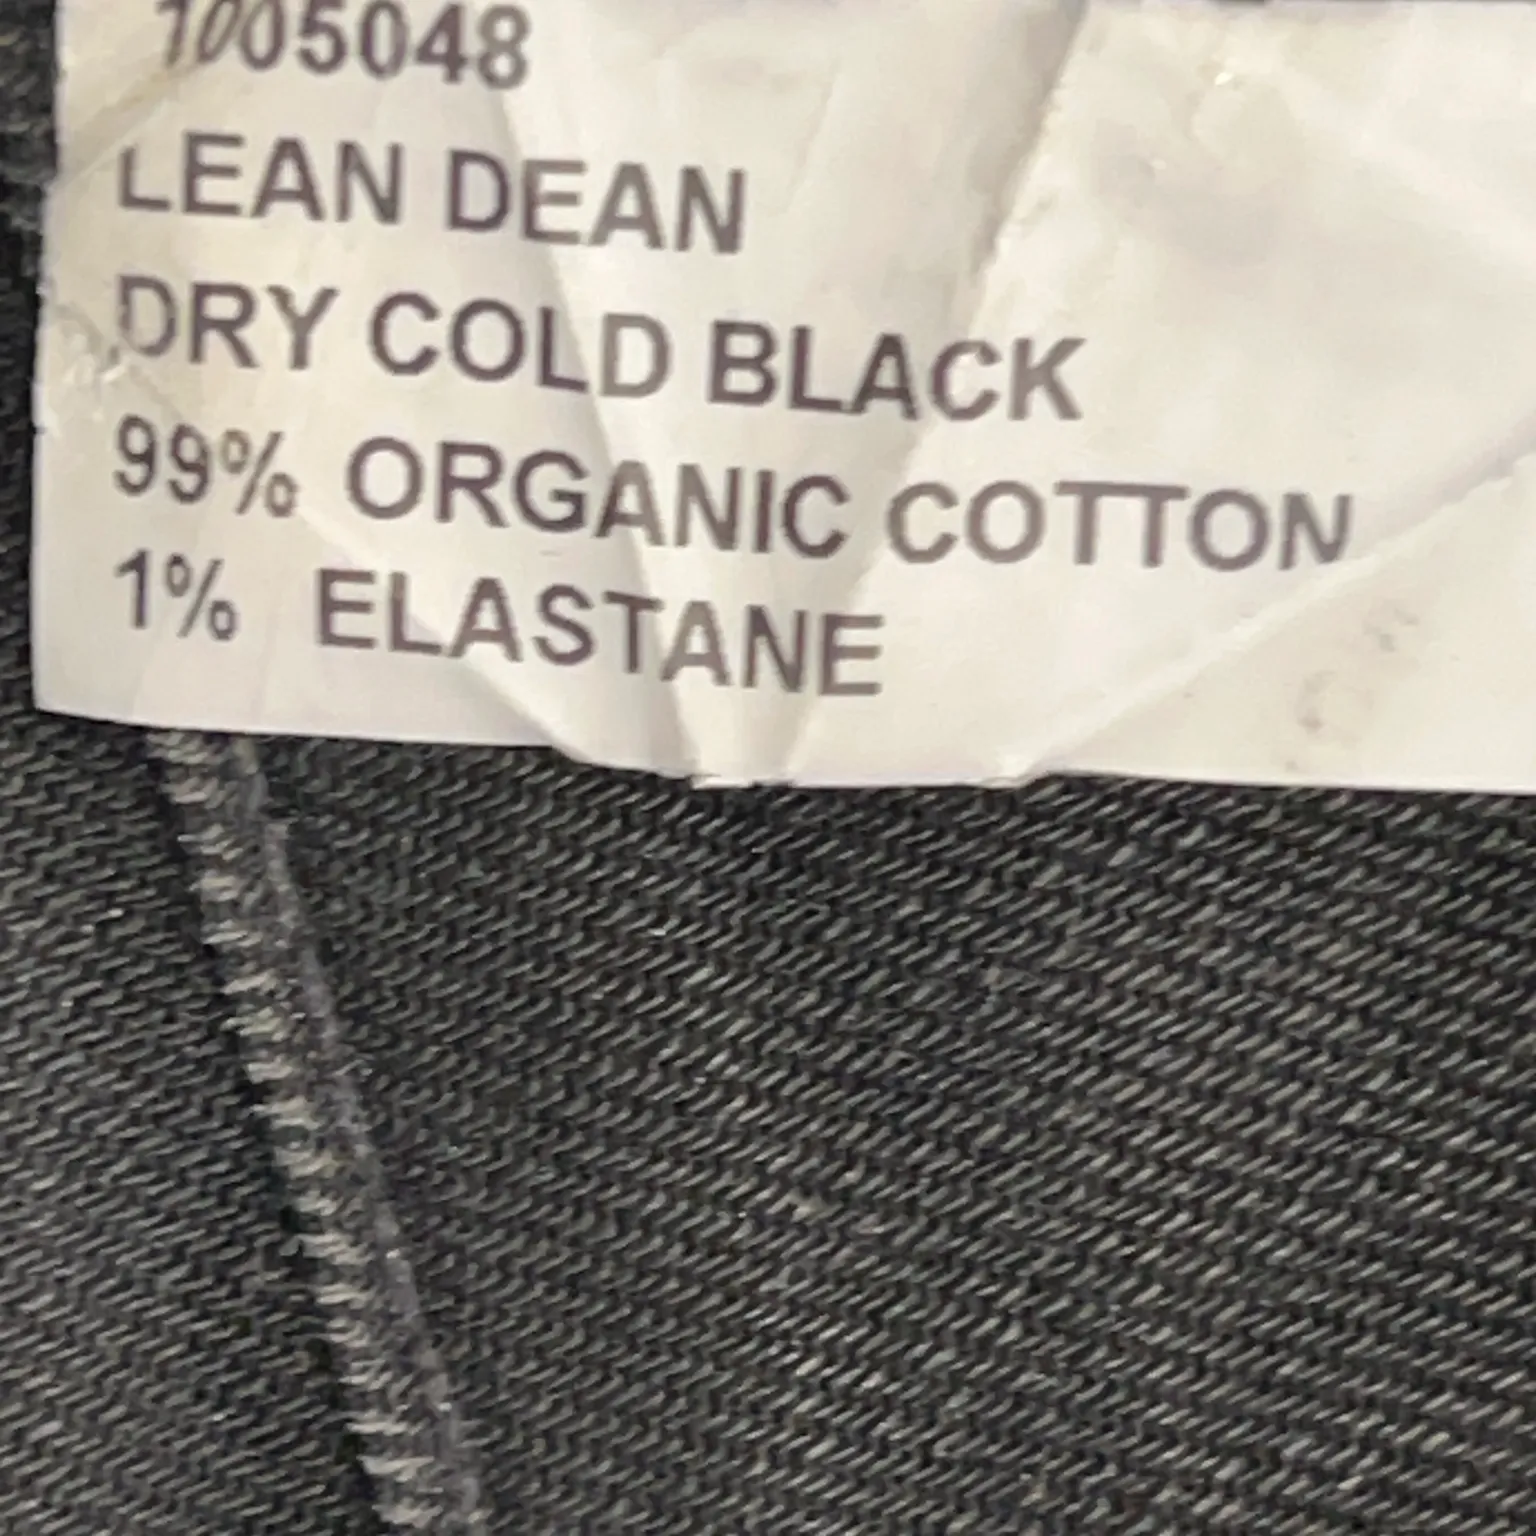 1005048
LEAN DEAN
DRY COLD BLACK
99% ORGANIC COTTON
1% ELASTANE